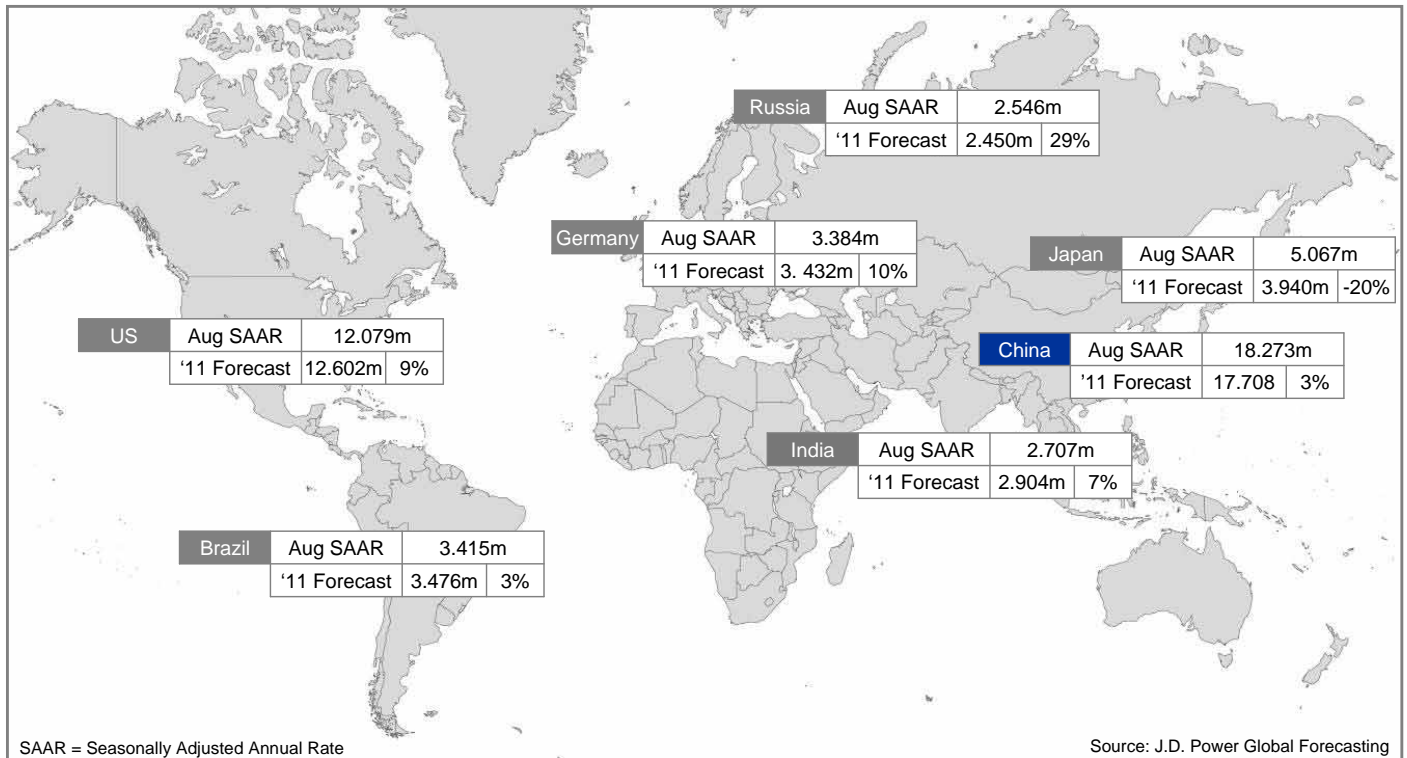 Russia Aug SAAR 2.546m
‘11 Forecast 2.450m 29%
Germany Aug SAAR 3.384m
‘11 Forecast 3. 432m 10%
Japan Aug SAAR 5.067m
‘11 Forecast 3.940m -20%
US Aug SAAR 12.079m
‘11 Forecast 12.602m 9%
China Aug SAAR 18.273m
‘11 Forecast 17.708 3%
India Aug SAAR 2.707m
‘11 Forecast 2.904m 7%
Brazil Aug SAAR 3.415m
‘11 Forecast 3.476m 3%
SAAR = Seasonally Adjusted Annual Rate
Source: J.D. Power Global Forecasting